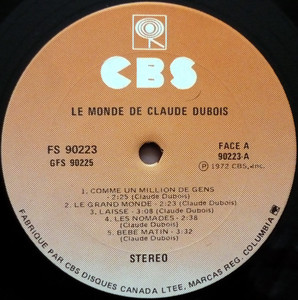 CBS
LE MONDE DE CLAUDE DUBOIS
FS 90223
GFS 90225
FACE A
90223-A
Ⓟ 1972 CBS, Inc.
1. COMME UN MILLION DE GENS
- 2:25 (Claude Dubois)
2. LE GRAND MONDE - 2:23 (Claude Dubois)
3. LAISSE - 3:08 (Claude Dubois)
4. LES NOMADES - 2:38
(Claude Dubois)
5. BEBE MATIN - 3:32
(Claude Dubois)
STEREO
FABRIQUE PAR CBS DISQUES CANADA LTEE, MARCAS REG. COLUMBIA